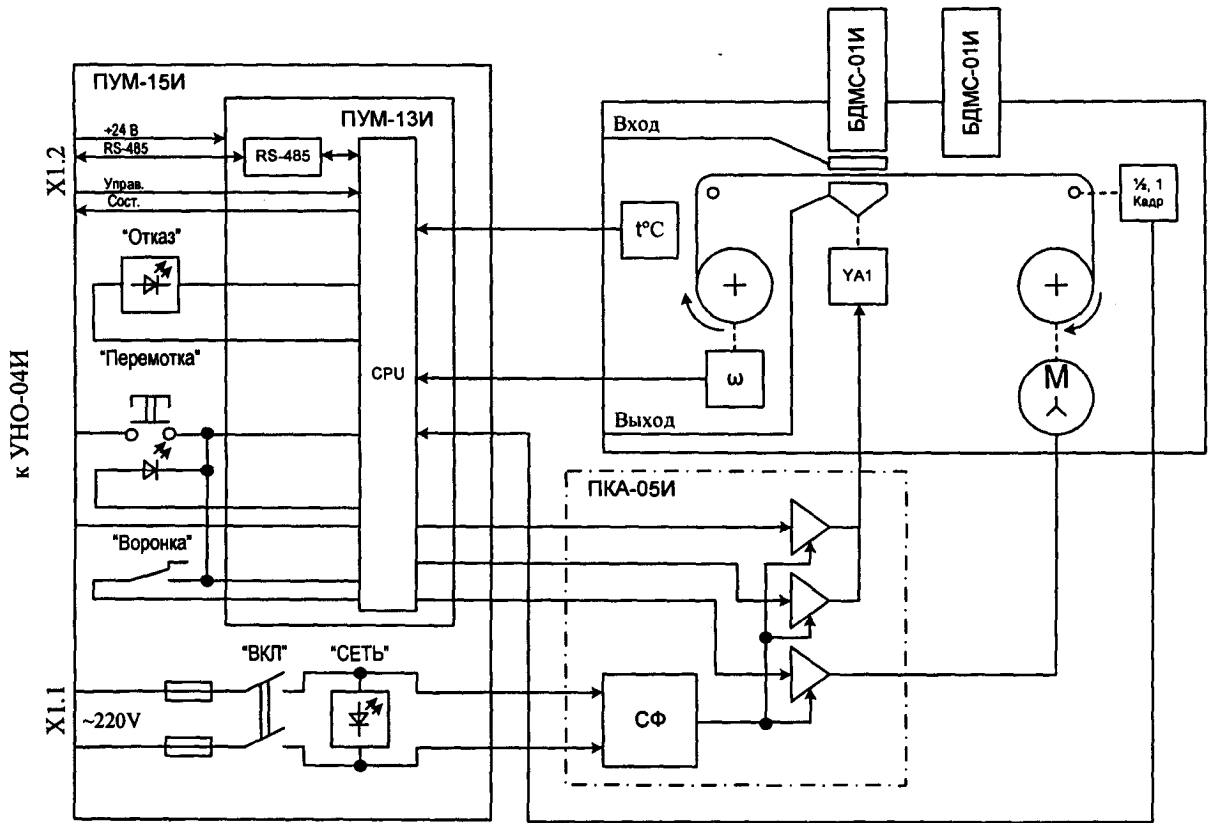 ПУМ-15И
ПУМ-13И
+24 В
RS-485
RS-485
Управ.
Сост.
X1.2
"Отказ"
"Перемотка"
CPU
к УНО-04И
"Воронка"
"ВКЛ"
"СЕТЬ"
X1.1
~220V
БДМС-01И
БДМС-01И
Вход
½, 1
Кадр
t°C
YA1
ω
M
Выход
ПКА-05И
СФ